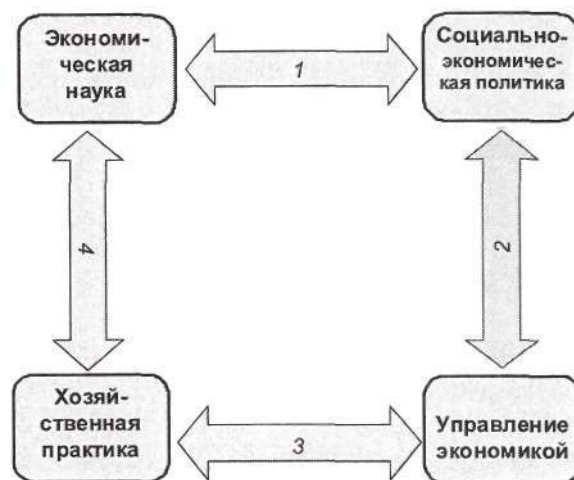 Экономи-
ческая
наука
1
Социально-
экономичес-
кая политика
4
2
Хозяй-
ственная
практика
3
Управление
экономикой